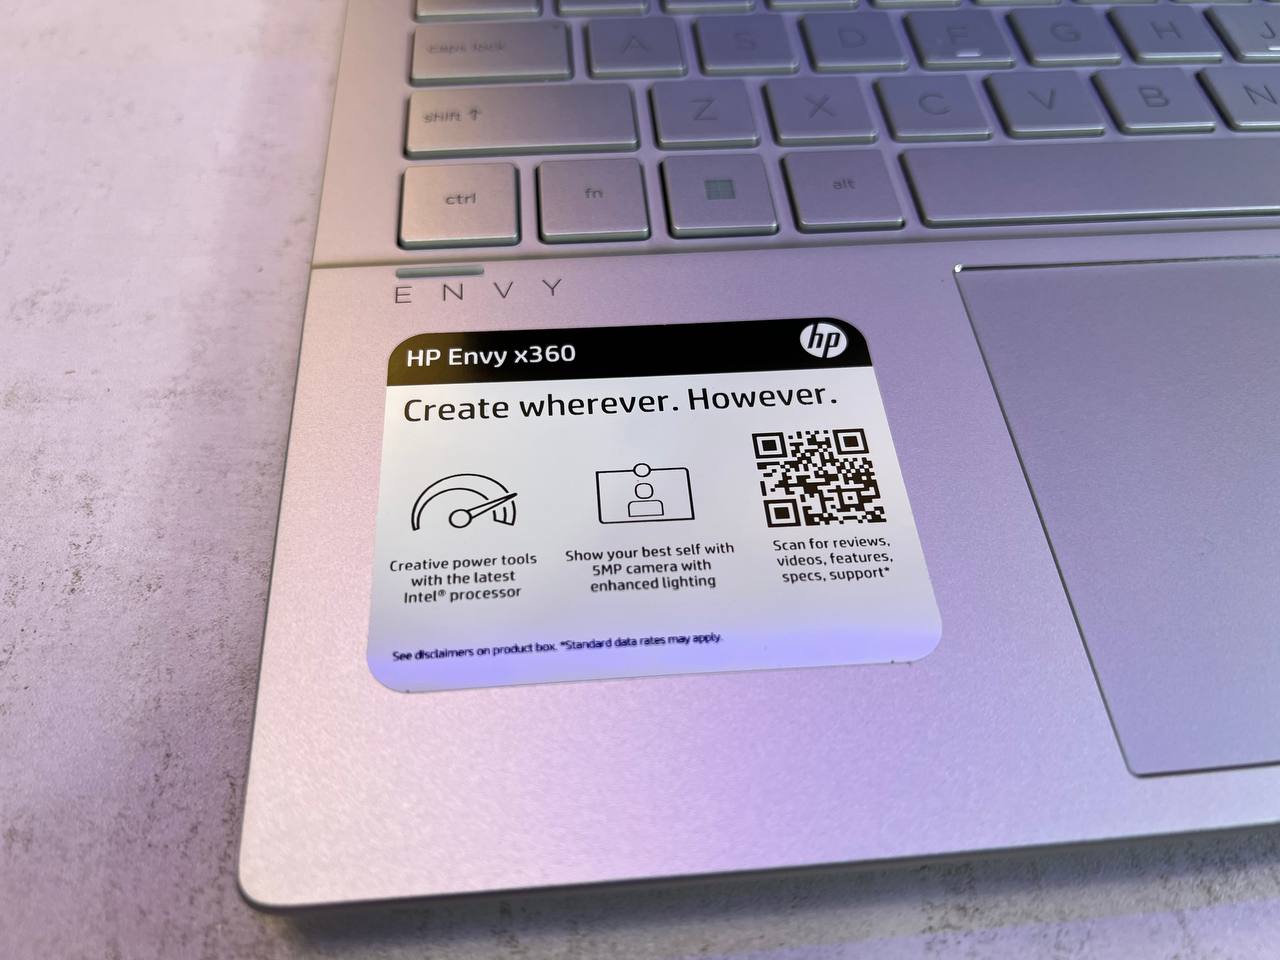 caps lock
A S D F G H J
shift ↑
Z X C V B N
ctrl fn alt
ENVY
HP Envy x360
hp
Create wherever. However.
Creative power tools
with the latest
Intel® processor
Show your best self with
5MP camera with
enhanced lighting
Scan for reviews,
videos, features,
specs, support*
See disclaimers on product box. *Standard data rates may apply.